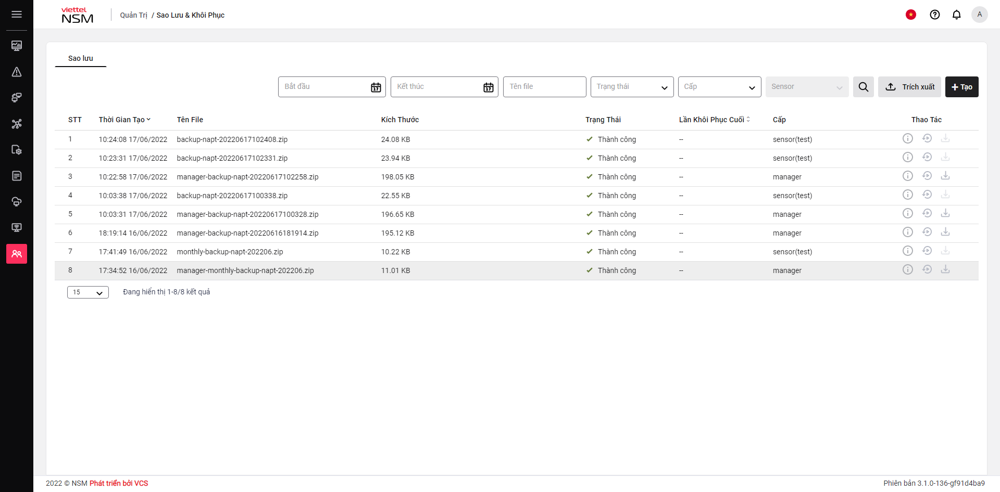 viettel
NSM
Quản Trị / Sao Lưu & Khôi Phục
A
Sao lưu
Bắt đầu 17 Kết thúc 17 Tên file Trạng thái Cấp Sensor Trích xuất + Tạo
STT Thời Gian Tạo Tên File Kích Thước Trạng Thái Lần Khôi Phục Cuối Cấp Thao Tác
1 10:24:08 17/06/2022 backup-napt-20220617102408.zip 24.08 KB Thành công -- sensor(test)
2 10:23:31 17/06/2022 backup-napt-20220617102331.zip 23.94 KB Thành công -- sensor(test)
3 10:22:58 17/06/2022 manager-backup-napt-20220617102258.zip 198.05 KB Thành công -- manager
4 10:03:38 17/06/2022 backup-napt-20220617100338.zip 22.55 KB Thành công -- sensor(test)
5 10:03:31 17/06/2022 manager-backup-napt-20220617100328.zip 196.65 KB Thành công -- manager
6 18:19:14 16/06/2022 manager-backup-napt-20220616181914.zip 195.12 KB Thành công -- manager
7 17:41:49 16/06/2022 monthly-backup-napt-202206.zip 10.22 KB Thành công -- sensor(test)
8 17:34:52 16/06/2022 manager-monthly-backup-napt-202206.zip 11.01 KB Thành công -- manager
15 Đang hiển thị 1-8/8 kết quả
2022 © NSM Phát triển bởi VCS
Phiên bản 3.1.0-136-gf91d4ba9